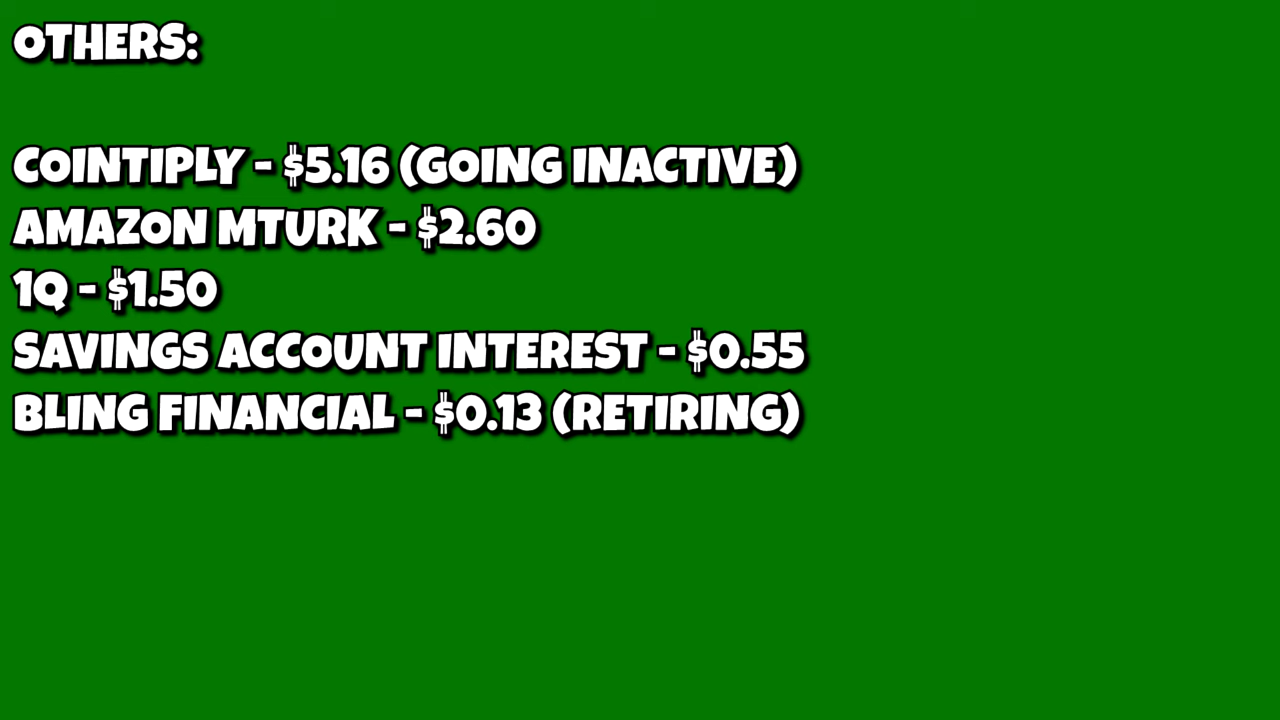 OTHERS:
COINTIPLY - $5.16 (GOING INACTIVE)
AMAZON MTURK - $2.60
1Q - $1.50
SAVINGS ACCOUNT INTEREST - $0.55
BLING FINANCIAL - $0.13 (RETIRING)